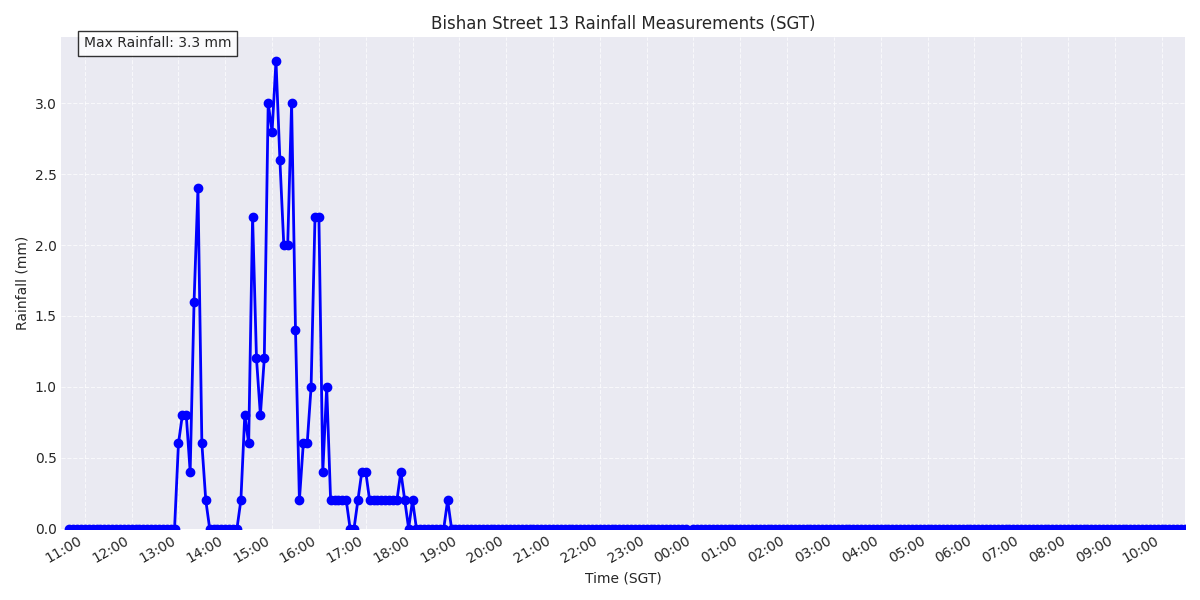 Bishan Street 13 Rainfall Measurements (SGT)
Max Rainfall: 3.3 mm
Rainfall (mm)
3.0
2.5
2.0
1.5
1.0
0.5
0.0
11:00 12:00 13:00 14:00 15:00 16:00 17:00 18:00 19:00 20:00 21:00 22:00 23:00 00:00 01:00 02:00 03:00 04:00 05:00 06:00 07:00 08:00 09:00 10:00
Time (SGT)